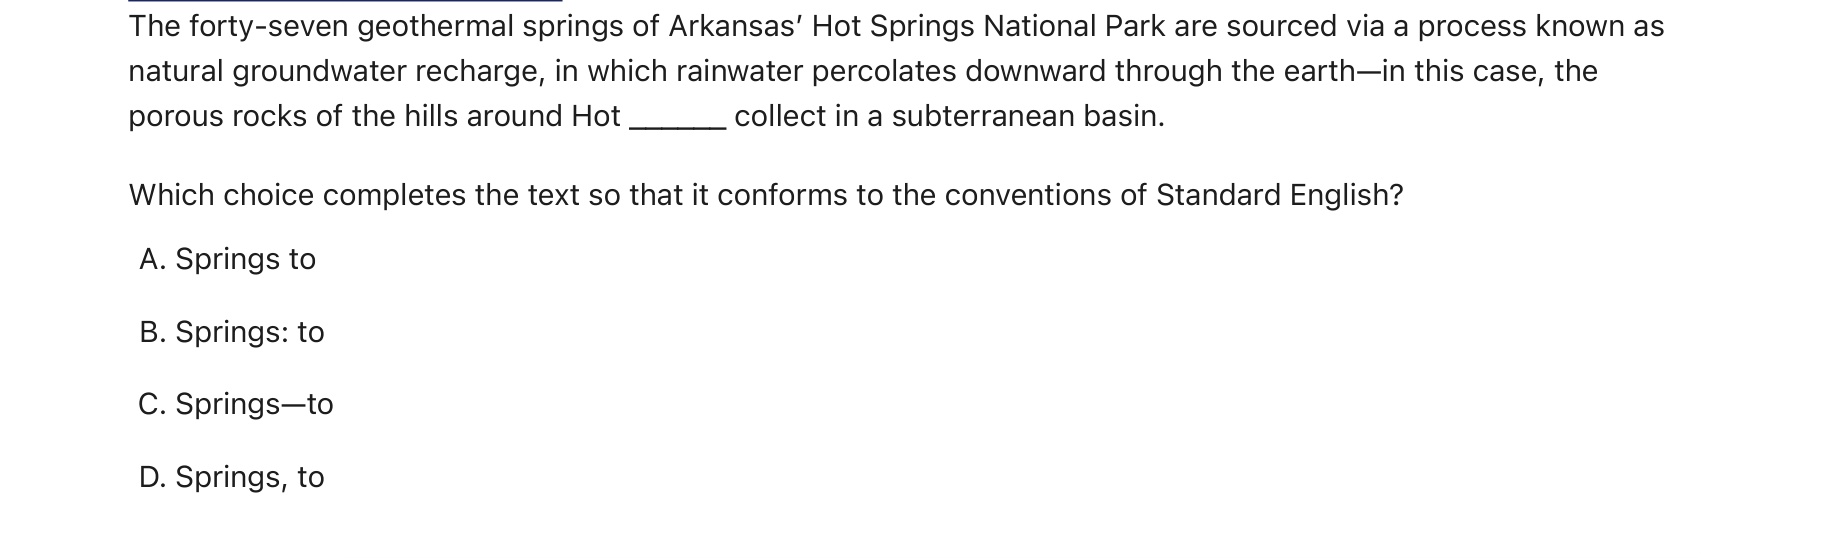 The forty-seven geothermal springs of Arkansas’ Hot Springs National Park are sourced via a process known as
natural groundwater recharge, in which rainwater percolates downward through the earth—in this case, the
porous rocks of the hills around Hot ______ collect in a subterranean basin.
Which choice completes the text so that it conforms to the conventions of Standard English?
A. Springs to
B. Springs: to
C. Springs—to
D. Springs, to